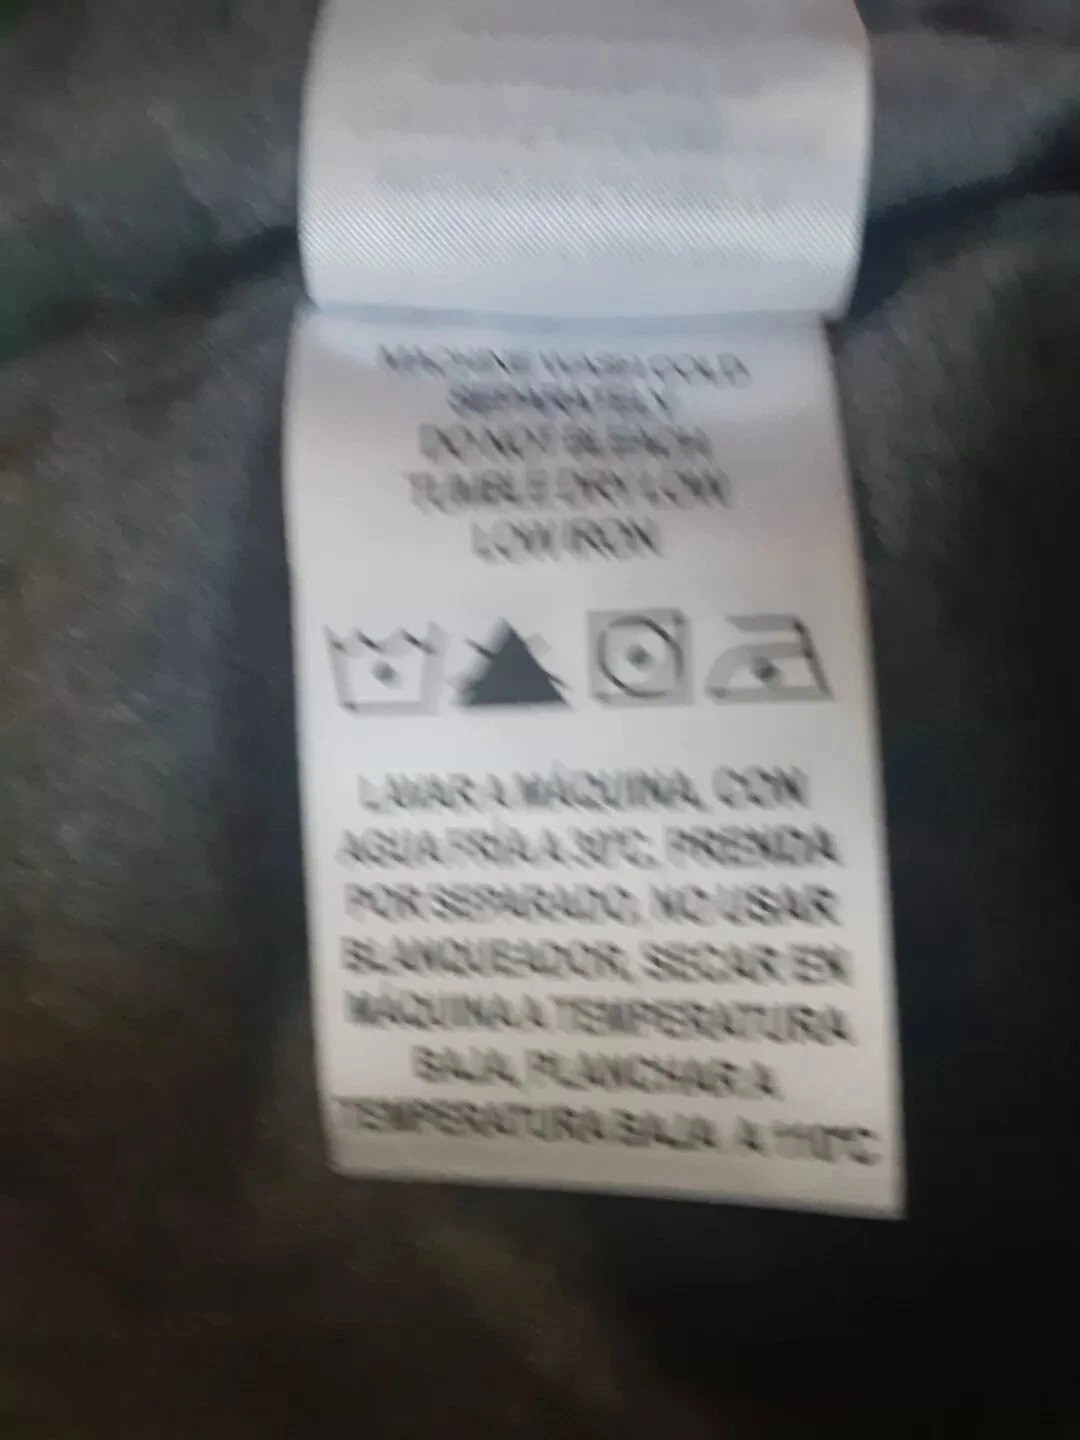 MACHINE WASH COLD
SEPARATELY
DO NOT BLEACH
TUMBLE DRY LOW
LOW IRON
LAVAR A MÁQUINA, CON
AGUA FRÍA A 30°C, PRENDA
POR SEPARADO, NO USAR
BLANQUEADOR, SECAR EN
MÁQUINA A TEMPERATURA
BAJA, PLANCHAR A
TEMPERATURA BAJA A 110°C